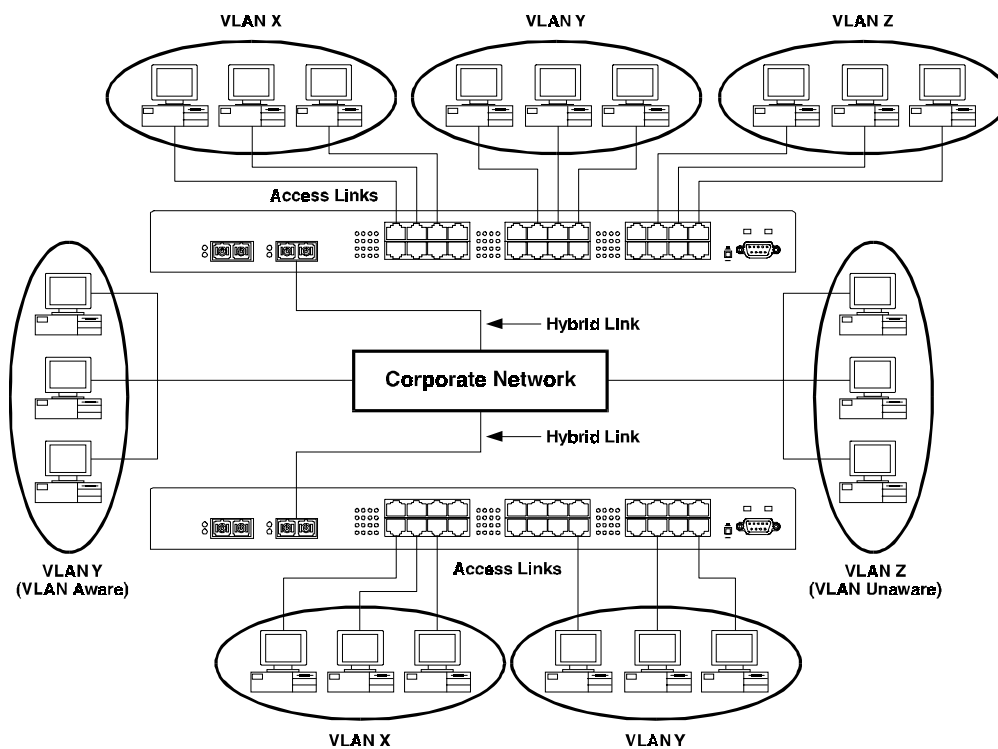 VLAN X
VLAN Y
VLAN Z
Access Links
Hybrid Link
Corporate Network
Hybrid Link
VLAN Y
(VLAN Aware)
VLAN Z
(VLAN Unaware)
Access Links
VLAN X
VLAN Y